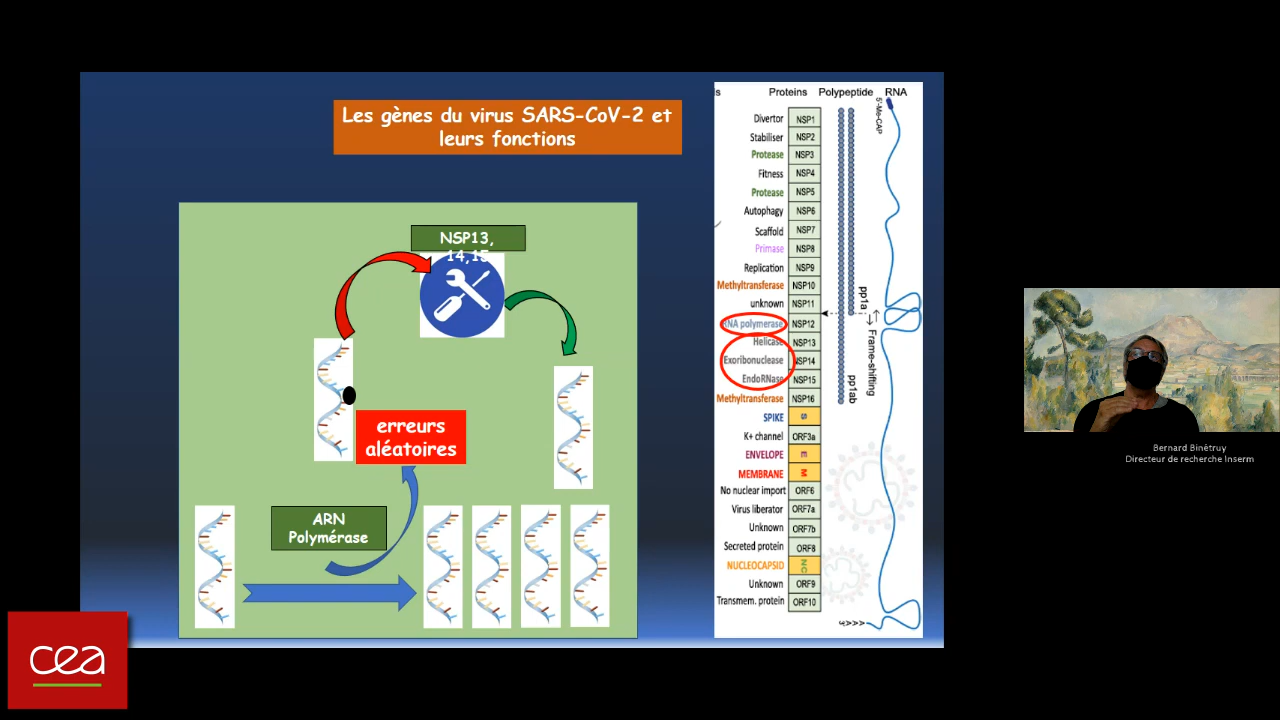 Les gènes du virus SARS-CoV-2 et
leurs fonctions
NSP13,
14,15
erreurs
aléatoires
ARN
Polymérase
s Proteins Polypeptide RNA
5'-Me-CAP
Divertor NSP1
Stabiliser NSP2
Protease NSP3
Fitness NSP4
Protease NSP5
Autophagy NSP6
Scaffold NSP7
Primase NSP8
Replication NSP9
Methyltransferase NSP10
unknown NSP11
RNA polymerase NSP12
Helicase NSP13
Exoribonuclease NSP14
EndoRNase NSP15
Methyltransferase NSP16
SPIKE S
K+ channel ORF3a
ENVELOPE E
MEMBRANE M
No nuclear import ORF6
Virus liberator ORF7a
Unknown ORF7b
Secreted protein ORF8
NUCLEOCAPSID NC
Unknown ORF9
Transmem. protein ORF10
pp1a
Frame-shifting
pp1ab
AAA3'
Bernard Binètruy
Directeur de recherche Inserm
cea